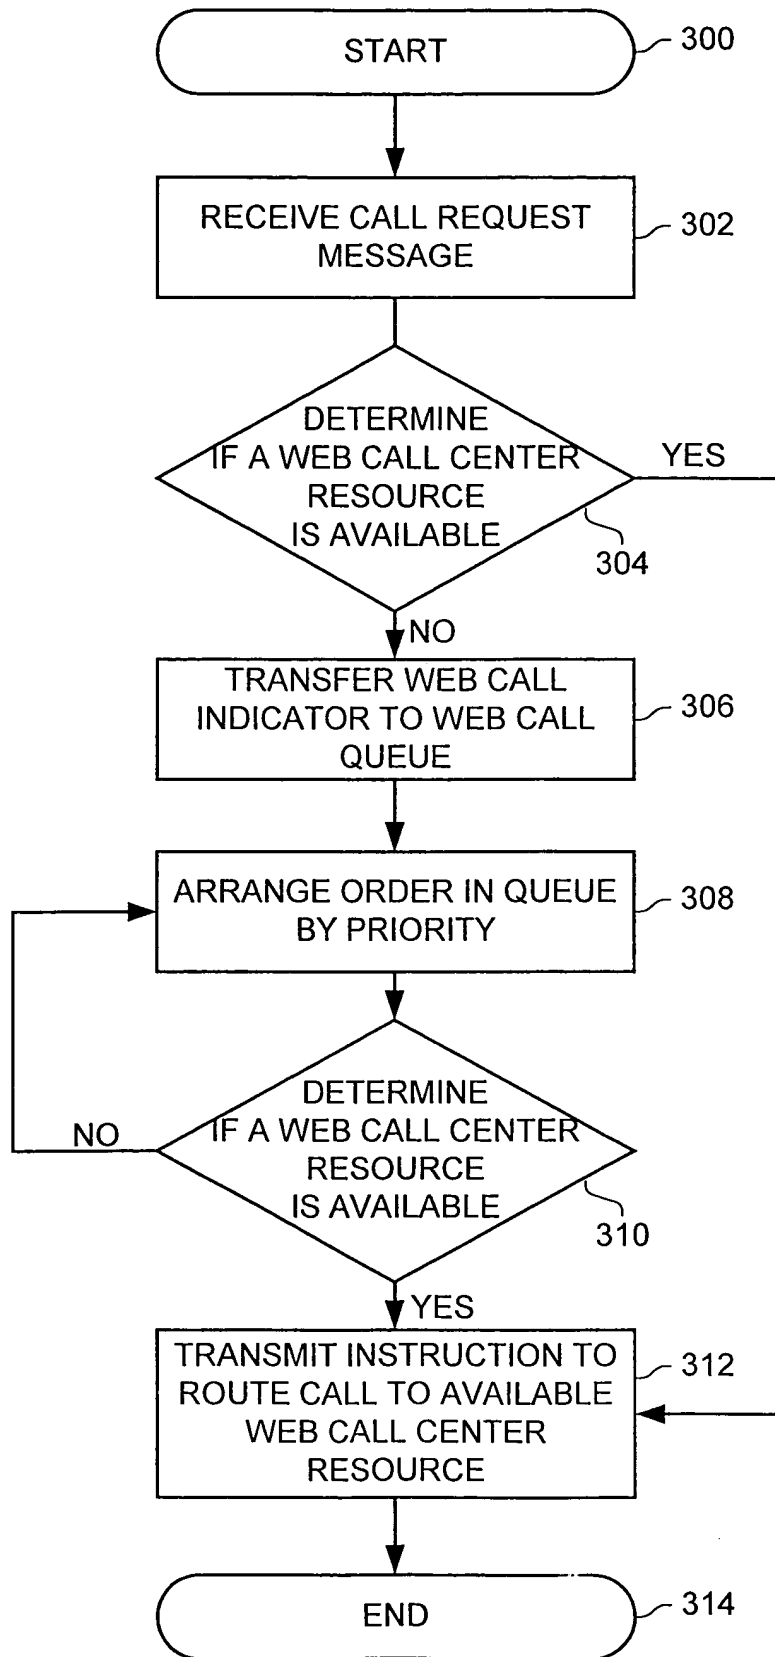 START
300
RECEIVE CALL REQUEST
MESSAGE
302
DETERMINE
IF A WEB CALL CENTER
RESOURCE
IS AVAILABLE
YES
304
NO
TRANSFER WEB CALL
INDICATOR TO WEB CALL
QUEUE
306
ARRANGE ORDER IN QUEUE
BY PRIORITY
308
DETERMINE
IF A WEB CALL CENTER
RESOURCE
IS AVAILABLE
NO
310
YES
TRANSMIT INSTRUCTION TO
ROUTE CALL TO AVAILABLE
WEB CALL CENTER
RESOURCE
312
END
314